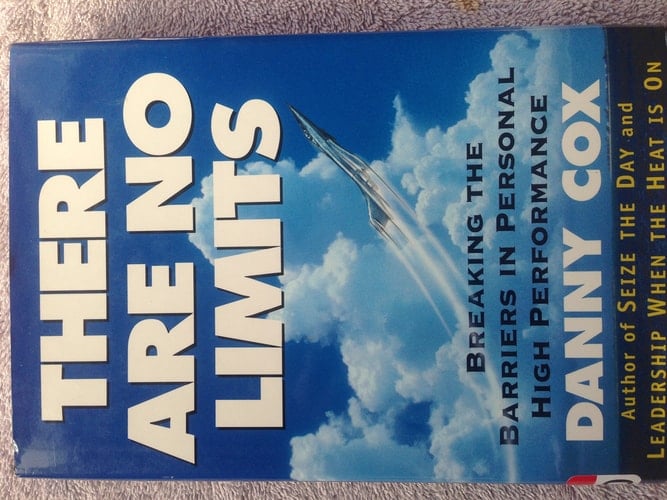 THERE
ARE NO
LIMITS
BREAKING THE
BARRIERS IN PERSONAL
HIGH PERFORMANCE
DANNY COX
Author of SEIZE THE DAY and
LEADERSHIP WHEN THE HEAT IS ON